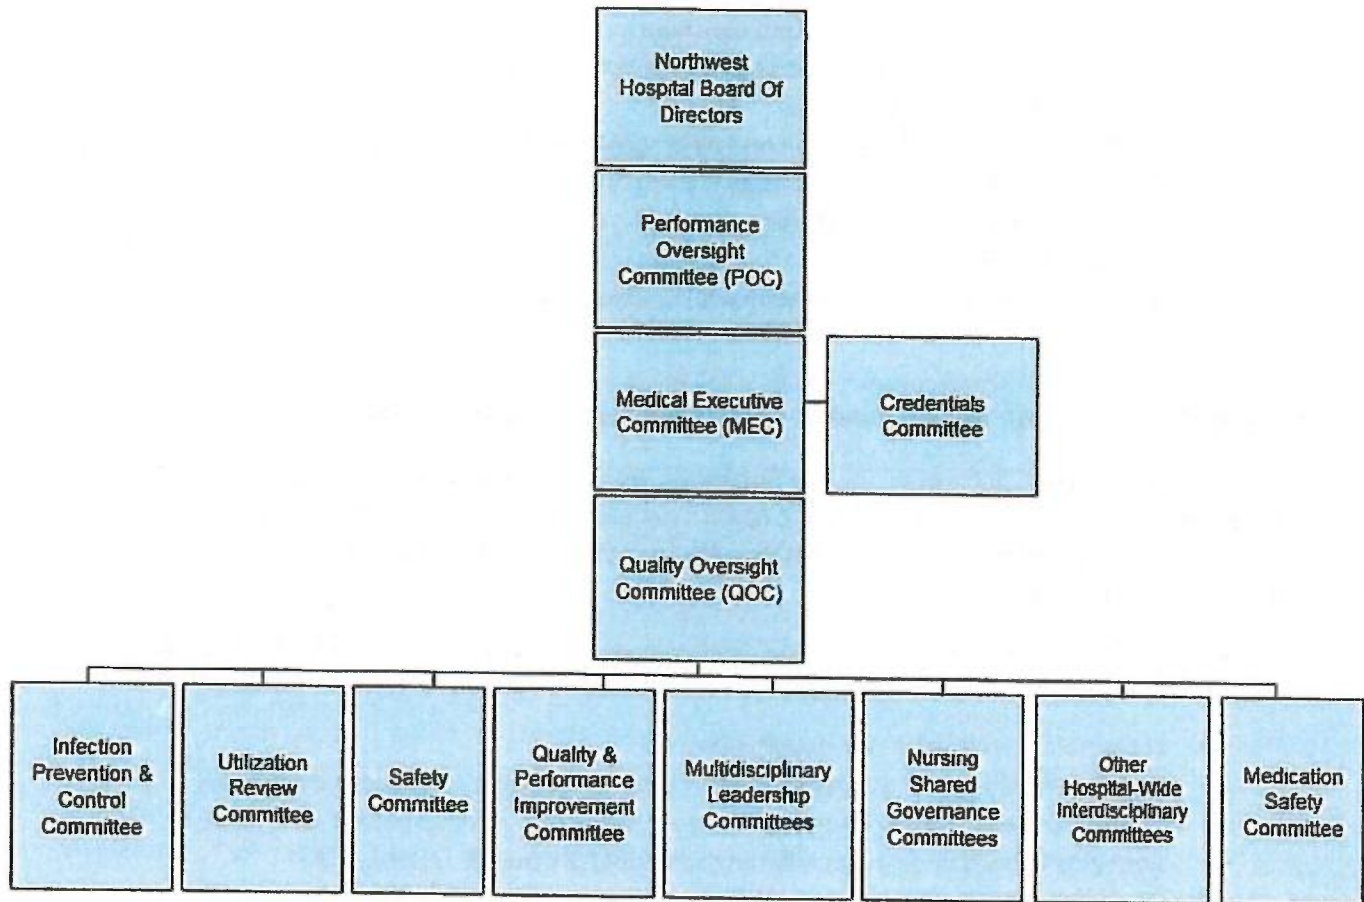 Northwest
Hospital Board Of
Directors
Performance
Oversight
Committee (POC)
Medical Executive
Committee (MEC)
Credentials
Committee
Quality Oversight
Committee (QOC)
Infection
Prevention &
Control
Committee
Utilization
Review
Committee
Safety
Committee
Quality &
Performance
Improvement
Committee
Multidisciplinary
Leadership
Committees
Nursing
Shared
Governance
Committees
Other
Hospital-Wide
Interdisciplinary
Committees
Medication
Safety
Committee